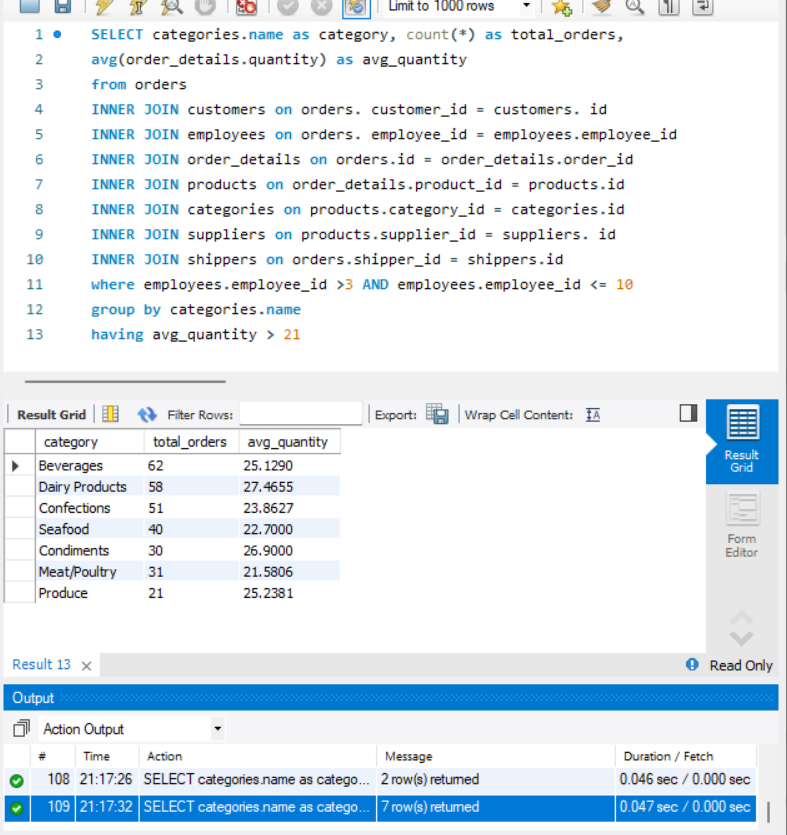 Limit to 1000 rows
1 SELECT categories.name as category, count(*) as total_orders,
2 avg(order_details.quantity) as avg_quantity
3 from orders
4 INNER JOIN customers on orders. customer_id = customers. id
5 INNER JOIN employees on orders. employee_id = employees.employee_id
6 INNER JOIN order_details on orders.id = order_details.order_id
7 INNER JOIN products on order_details.product_id = products.id
8 INNER JOIN categories on products.category_id = categories.id
9 INNER JOIN suppliers on products.supplier_id = suppliers. id
10 INNER JOIN shippers on orders.shipper_id = shippers.id
11 where employees.employee_id >3 AND employees.employee_id <= 10
12 group by categories.name
13 having avg_quantity > 21
Result Grid Filter Rows: Export: Wrap Cell Content: IA
category total_orders avg_quantity
Beverages 62 25.1290
Dairy Products 58 27.4655
Confections 51 23.8627
Seafood 40 22.7000
Condiments 30 26.9000
Meat/Poultry 31 21.5806
Produce 21 25.2381
Result
Grid
Form
Editor
Result 13 Read Only
Output
Action Output
# Time Action Message Duration / Fetch
108 21:17:26 SELECT categories.name as catego... 2 row(s) returned 0.046 sec / 0.000 sec
109 21:17:32 SELECT categories.name as catego... 7 row(s) returned 0.047 sec / 0.000 sec